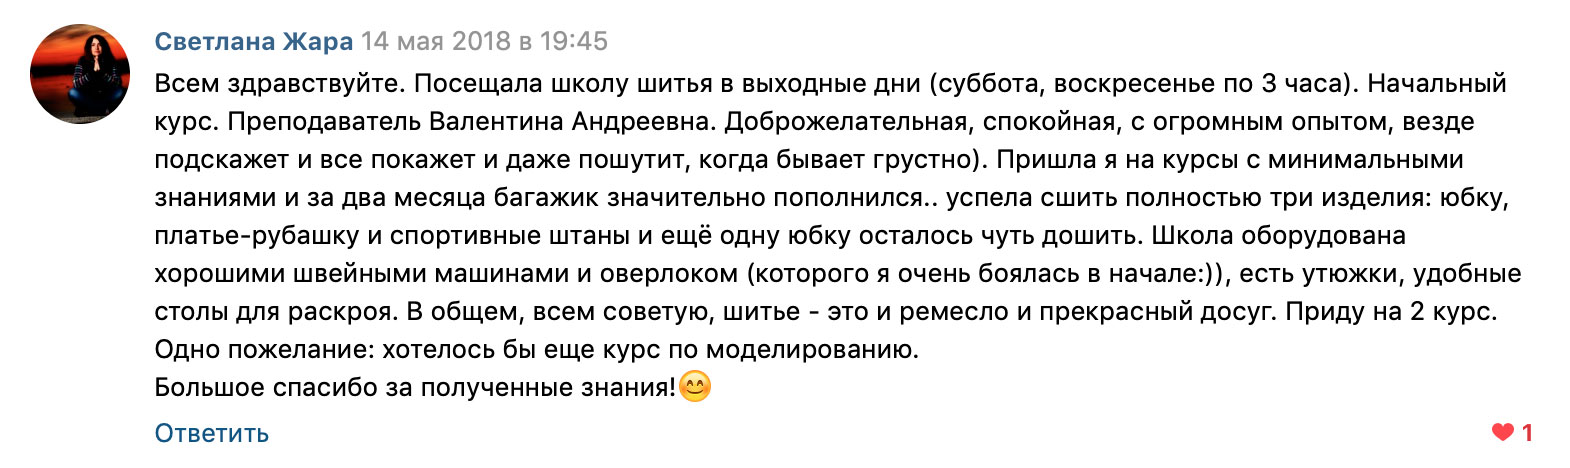 Светлана Жара 14 мая 2018 в 19:45
Всем здравствуйте. Посещала школу шитья в выходные дни (суббота, воскресенье по 3 часа). Начальный
курс. Преподаватель Валентина Андреевна. Доброжелательная, спокойная, с огромным опытом, везде
подскажет и все покажет и даже пошутит, когда бывает грустно). Пришла я на курсы с минимальными
знаниями и за два месяца багажик значительно пополнился.. успела сшить полностью три изделия: юбку,
платье-рубашку и спортивные штаны и ещё одну юбку осталось чуть дошить. Школа оборудована
хорошими швейными машинами и оверлоком (которого я очень боялась в начале:)), есть утюжки, удобные
столы для раскроя. В общем, всем советую, шитье - это и ремесло и прекрасный досуг. Приду на 2 курс.
Одно пожелание: хотелось бы еще курс по моделированию.
Большое спасибо за полученные знания!😊
Ответить 1